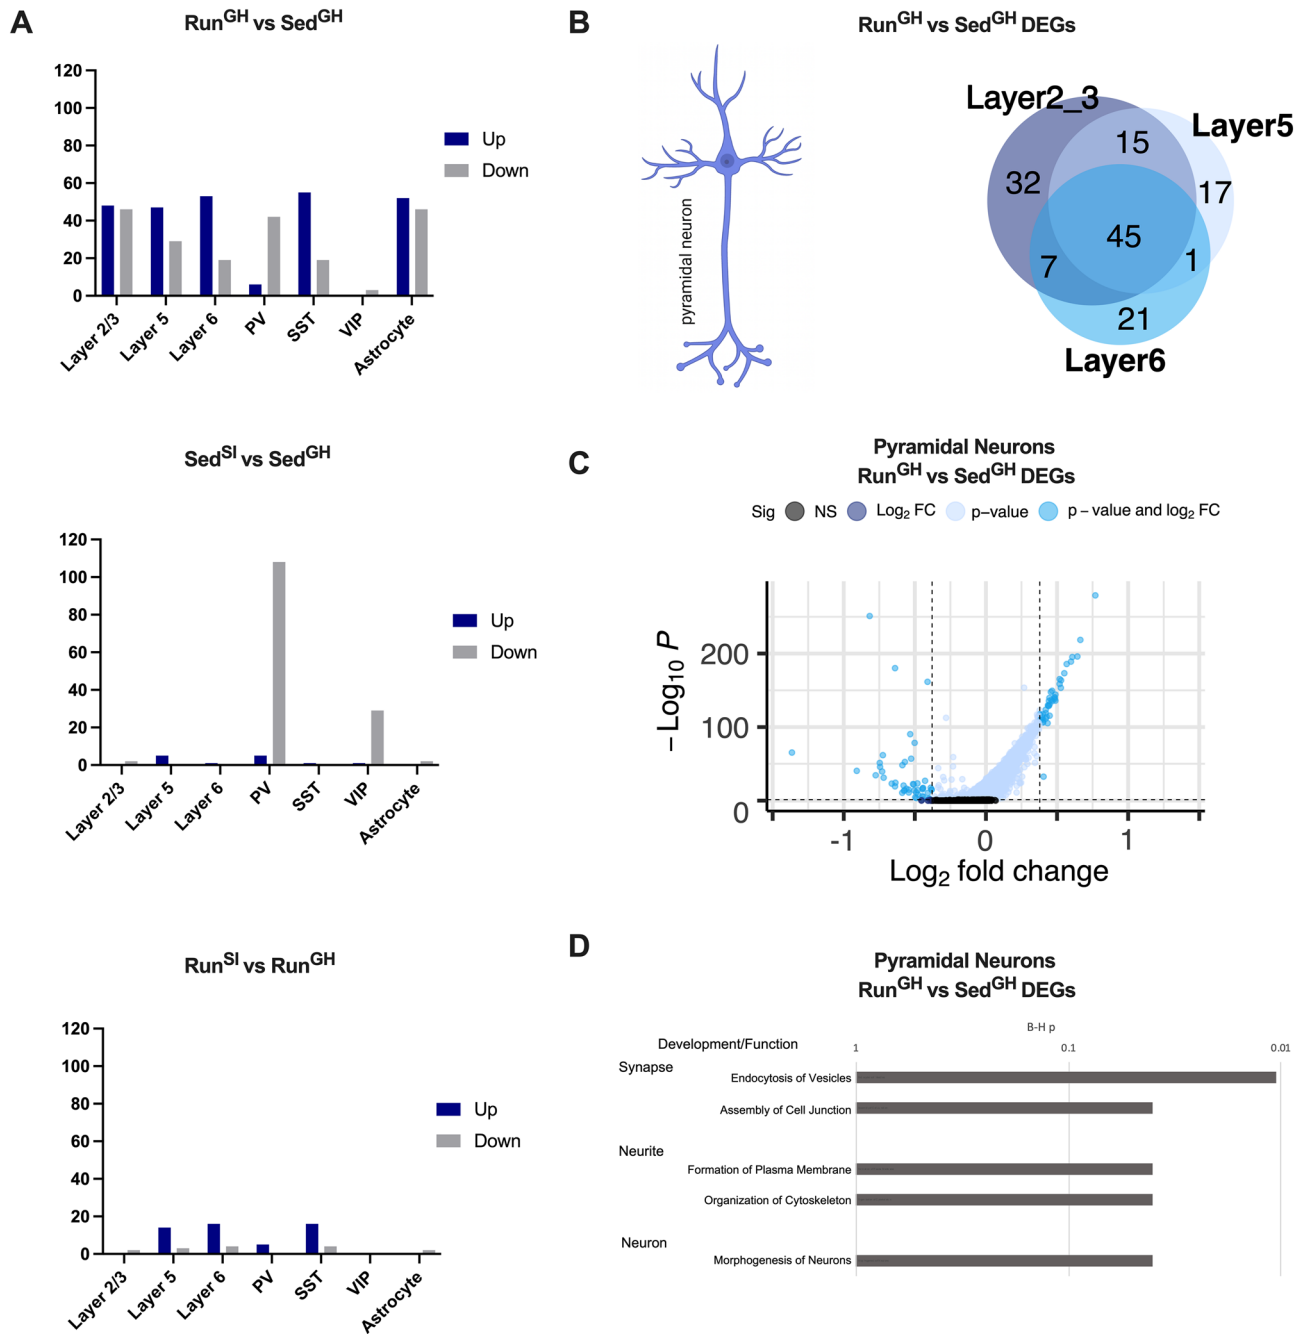 A
Run^GH vs Sed^GH
120
100
80
60
40
20
0
Up
Down
Layer 2/3
Layer 5
Layer 6
PV
SST
VIP
Astrocyte
Sed^SI vs Sed^GH
120
100
80
60
40
20
0
Up
Down
Layer 2/3
Layer 5
Layer 6
PV
SST
VIP
Astrocyte
Run^SI vs Run^GH
120
100
80
60
40
20
0
Up
Down
Layer 2/3
Layer 5
Layer 6
PV
SST
VIP
Astrocyte
B
Run^GH vs Sed^GH DEGs
pyramidal neuron
Layer2_3
Layer5
15
32
17
45
7
1
21
Layer6
C
Pyramidal Neurons
Run^GH vs Sed^GH DEGs
Sig NS Log₂ FC p−value p − value and log₂ FC
− Log₁₀ P
200
100
0
-1 0 1
Log₂ fold change
D
Pyramidal Neurons
Run^GH vs Sed^GH DEGs
B-H p
Development/Function
1 0.1 0.01
Synapse
Endocytosis of Vesicles
Assembly of Cell Junction
Neurite
Formation of Plasma Membrane
Organization of Cytoskeleton
Neuron
Morphogenesis of Neurons